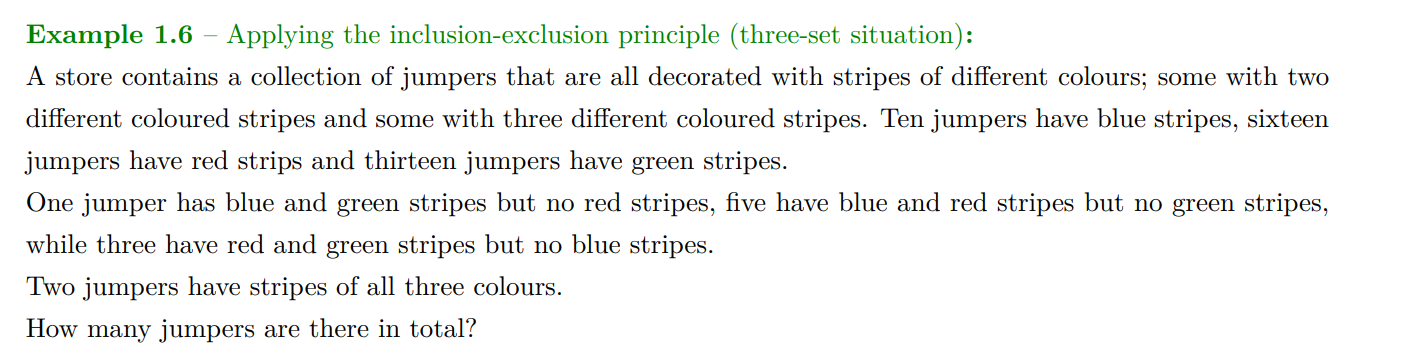 Example 1.6 – Applying the inclusion-exclusion principle (three-set situation):
A store contains a collection of jumpers that are all decorated with stripes of different colours; some with two
different coloured stripes and some with three different coloured stripes. Ten jumpers have blue stripes, sixteen
jumpers have red strips and thirteen jumpers have green stripes.
One jumper has blue and green stripes but no red stripes, five have blue and red stripes but no green stripes,
while three have red and green stripes but no blue stripes.
Two jumpers have stripes of all three colours.
How many jumpers are there in total?